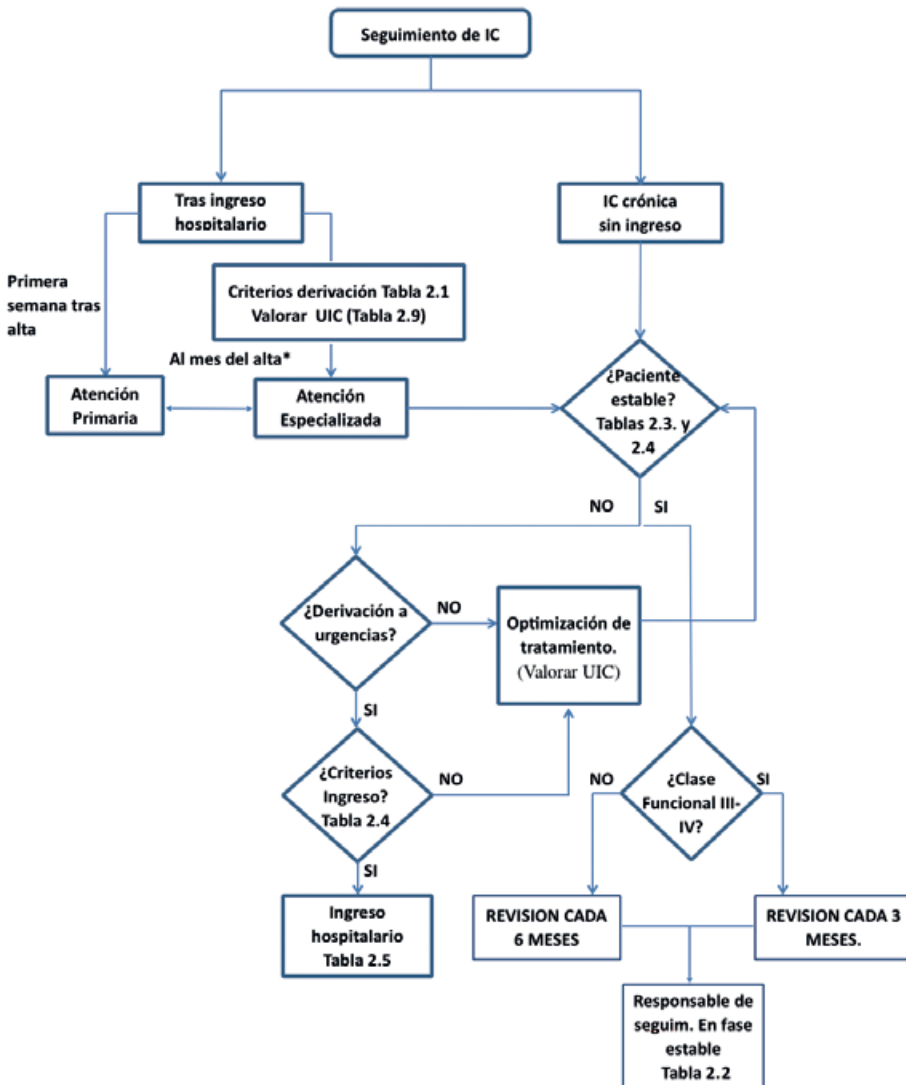 Seguimiento de IC
Tras ingreso
hospitalario
IC crónica
sin ingreso
Primera
semana tras
alta
Criterios derivación Tabla 2.1
Valorar UIC (Tabla 2.9)
Al mes del alta*
Atención
Primaria
Atención
Especializada
¿Paciente
estable?
Tablas 2.3. y
2.4
NO
SI
¿Derivación a
urgencias?
NO
Optimización de
tratamiento.
(Valorar UIC)
SI
¿Criterios
Ingreso?
Tabla 2.4
NO
SI
Ingreso
hospitalario
Tabla 2.5
NO
¿Clase
Funcional III-
IV?
SI
REVISION CADA
6 MESES
REVISION CADA 3
MESES.
Responsable de
seguim. En fase
estable
Tabla 2.2